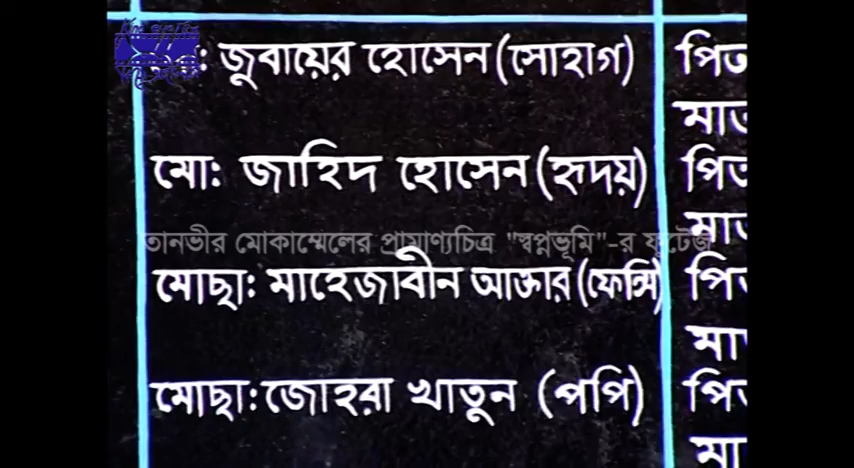 জুবায়ের হোসেন (সোহাগ) পিত
মাত
মো: জাহিদ হোসেন (হৃদয়) পিত
মাত
তানভীর মোকাম্মেলের প্রামাণ্যচিত্র "স্বপ্নভূমি"-র ফুটেজ
মোছা: মাহেজাবীন আক্তার (ফেন্সি) পিত
মা
মোছা: জোহরা খাতুন (পপি) পিত
মা